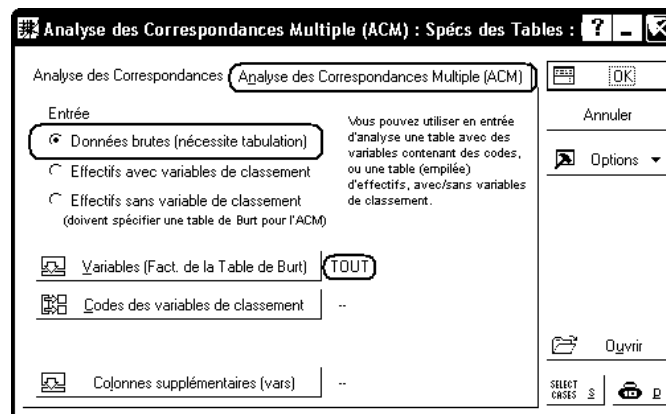 Analyse des Correspondances Multiple (ACM) : Spécs des Tables :
Analyse des Correspondances
Analyse des Correspondances Multiple (ACM)
OK
Entrée
Données brutes (nécessite tabulation)
Effectifs avec variables de classement
Effectifs sans variable de classement
(doivent spécifier une table de Burt pour l'ACM)
Vous pouvez utiliser en entrée
d'analyse une table avec des
variables contenant des codes,
ou une table (empilée)
d'effectifs, avec/sans variables
de classement.
Annuler
Options
Variables (Fact. de la Table de Burt)
TOUT
Codes des variables de classement
--
Ouvrir
Colonnes supplémentaires (vars)
--
SELECT
CASES
S